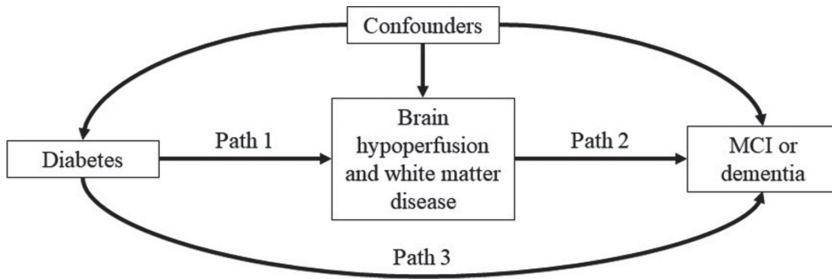 Confounders
Diabetes
Path 1
Brain
hypoperfusion
and white matter
disease
Path 2
MCI or
dementia
Path 3